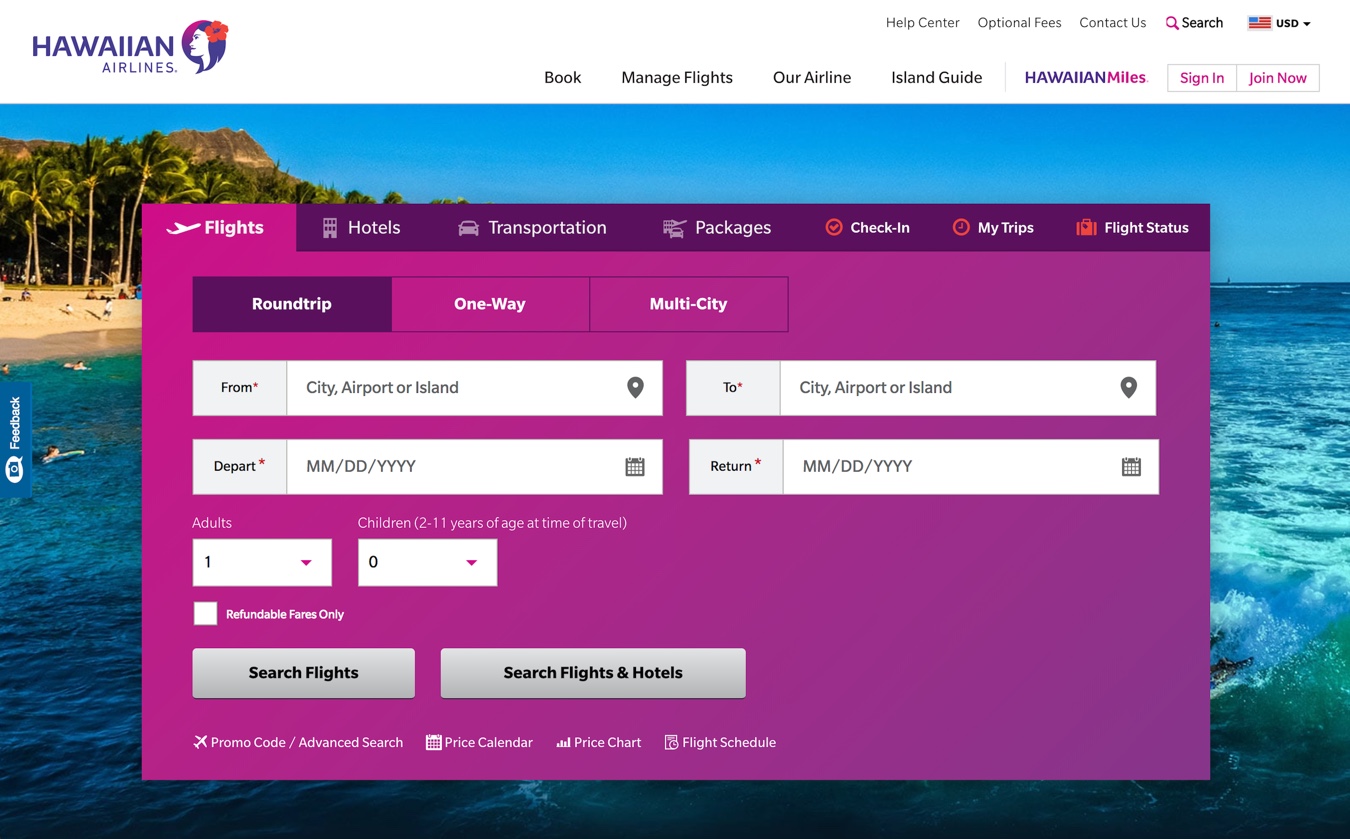 Help Center Optional Fees Contact Us Search USD
HAWAIIAN
AIRLINES.
Book Manage Flights Our Airline Island Guide HAWAIIANMiles. Sign In Join Now
Flights Hotels Transportation Packages Check-In My Trips Flight Status
Roundtrip One-Way Multi-City
From* City, Airport or Island To* City, Airport or Island
Feedback
Depart * MM/DD/YYYY Return * MM/DD/YYYY
Adults Children (2-11 years of age at time of travel)
1 0
Refundable Fares Only
Search Flights Search Flights & Hotels
Promo Code / Advanced Search Price Calendar Price Chart Flight Schedule